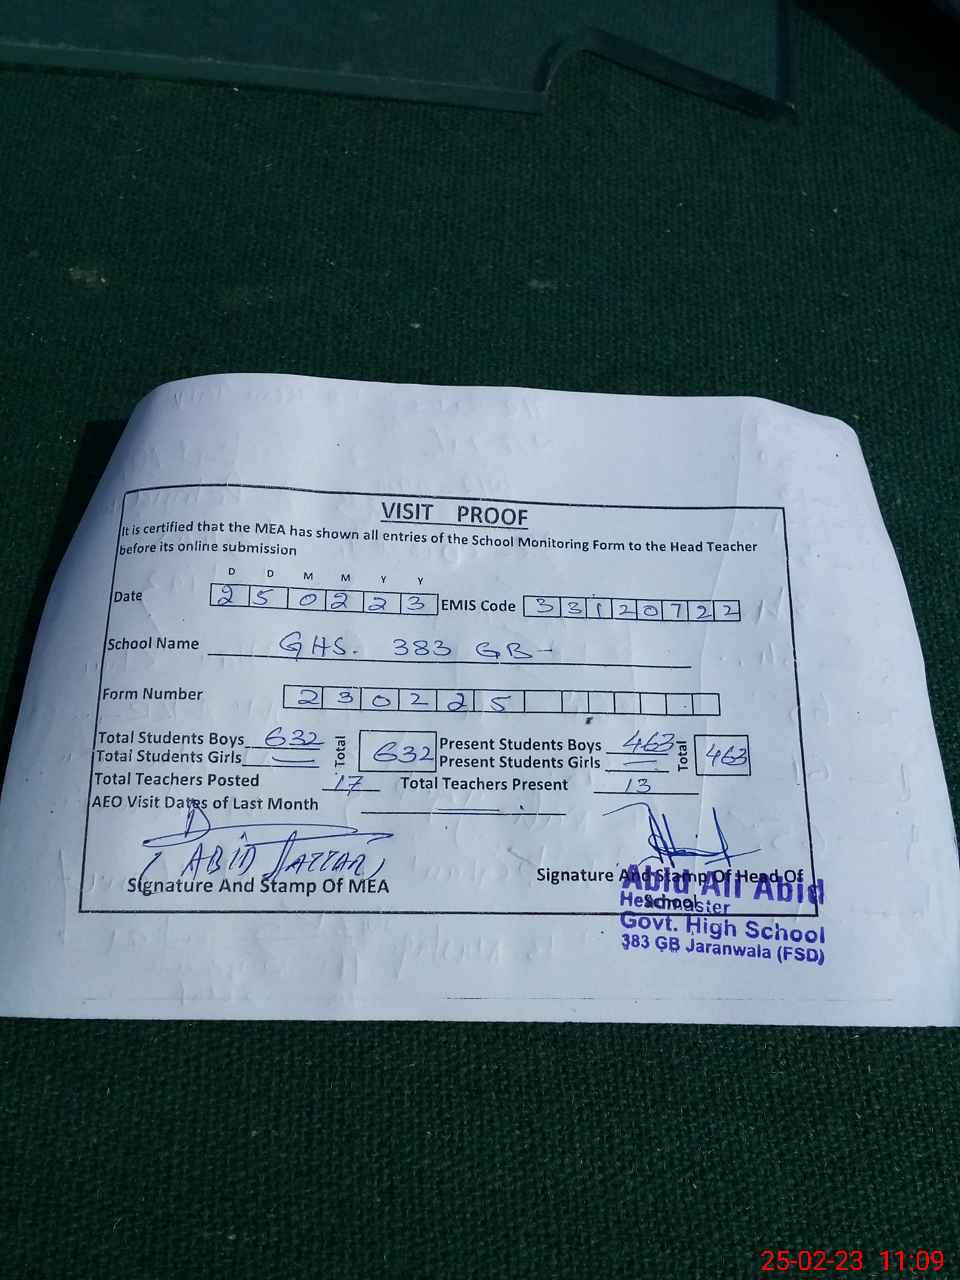 VISIT PROOF
It is certified that the MEA has shown all entries of the School Monitoring Form to the Head Teacher
before its online submission
D D M M Y Y
Date 2 5 0 2 2 3 EMIS Code 3 3 1 2 0 7 2 2
School Name GHS. 383 GB-
Form Number 2 3 0 2 2 5
Total Students Boys 632 Total 632 Present Students Boys 463 Total 463
Total Students Girls — Present Students Girls —
Total Teachers Posted 17 Total Teachers Present 13
AEO Visit Dates of Last Month
Signature And Stamp Of MEA
Signature And Stamp Of Head Of
School
Abid Ali Abid
Headmaster
Govt. High School
383 GB Jaranwala (FSD)
25-02-23 11:09